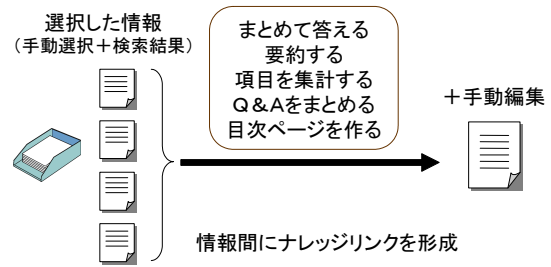 選択した情報
(手動選択+検索結果)
まとめて答える
要約する
項目を集計する
Q&Aをまとめる
目次ページを作る
+手動編集
情報間にナレッジリンクを形成